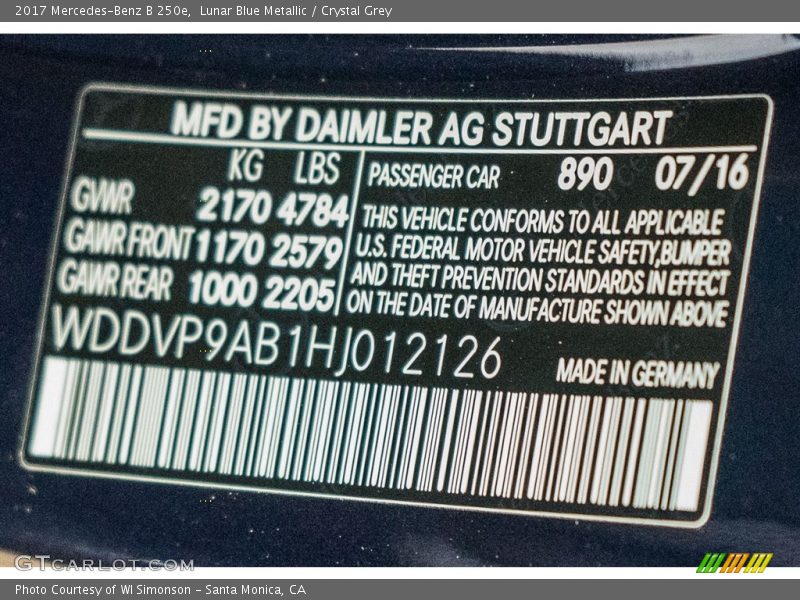 2017 Mercedes-Benz B 250e, Lunar Blue Metallic / Crystal Grey
MFD BY DAIMLER AG STUTTGART
KG LBS
GVWR 2170 4784
GAWR FRONT 1170 2579
GAWR REAR 1000 2205
PASSENGER CAR 890 07/16
THIS VEHICLE CONFORMS TO ALL APPLICABLE
U.S. FEDERAL MOTOR VEHICLE SAFETY,BUMPER
AND THEFT PREVENTION STANDARDS IN EFFECT
ON THE DATE OF MANUFACTURE SHOWN ABOVE
WDDVP9AB1HJ012126
MADE IN GERMANY
GTCARLOT.COM
Photo Courtesy of WI Simonson - Santa Monica, CA